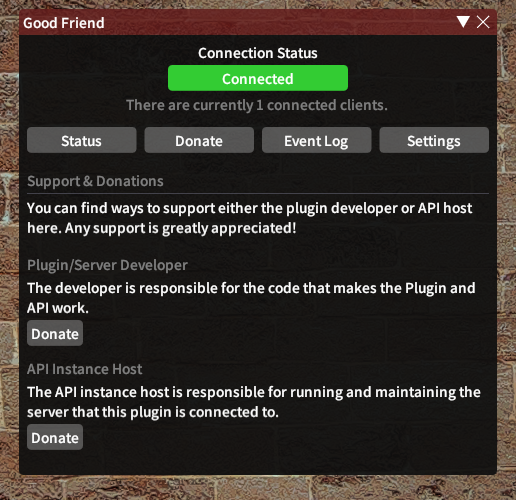 Good Friend
Connection Status
Connected
There are currently 1 connected clients.
Status Donate Event Log Settings
Support & Donations
You can find ways to support either the plugin developer or API host
here. Any support is greatly appreciated!
Plugin/Server Developer
The developer is responsible for the code that makes the Plugin and
API work.
Donate
API Instance Host
The API instance host is responsible for running and maintaining the
server that this plugin is connected to.
Donate